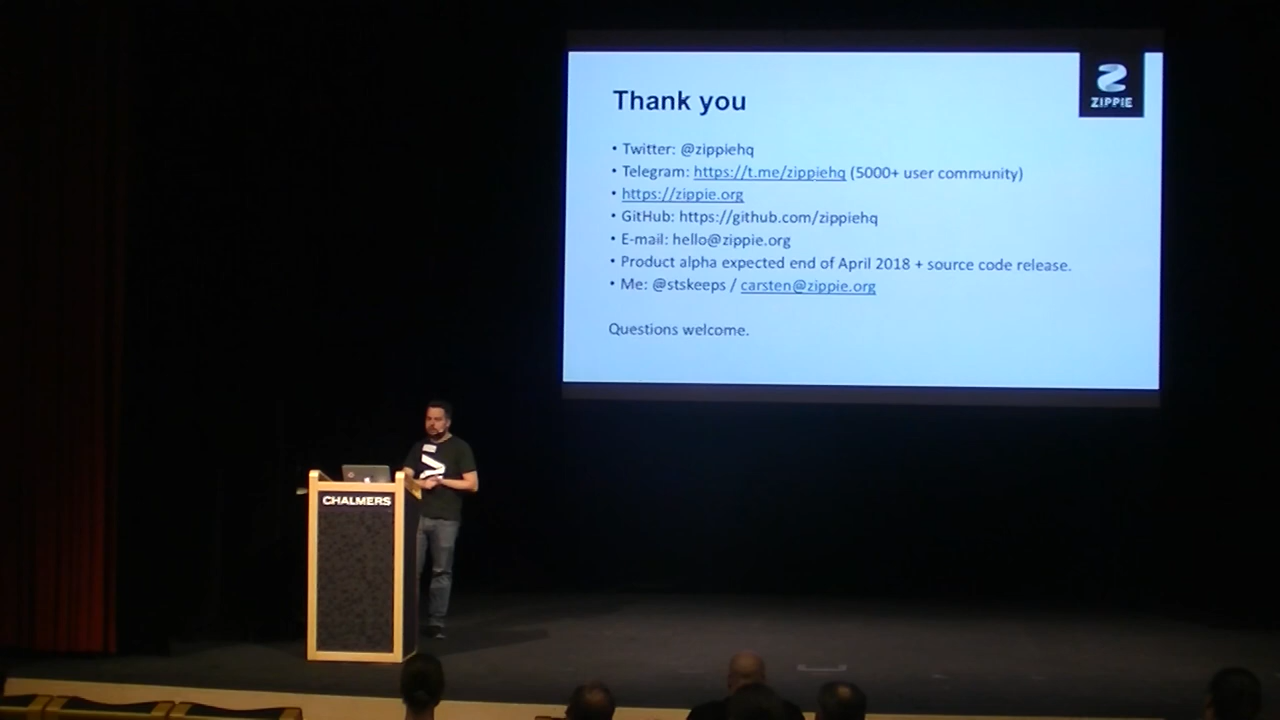 ZIPPIE
Thank you
• Twitter: @zippiehq
• Telegram: https://t.me/zippiehq (5000+ user community)
• https://zippie.org
• GitHub: https://github.com/zippiehq
• E-mail: hello@zippie.org
• Product alpha expected end of April 2018 + source code release.
• Me: @stskeeps / carsten@zippie.org
Questions welcome.
CHALMERS